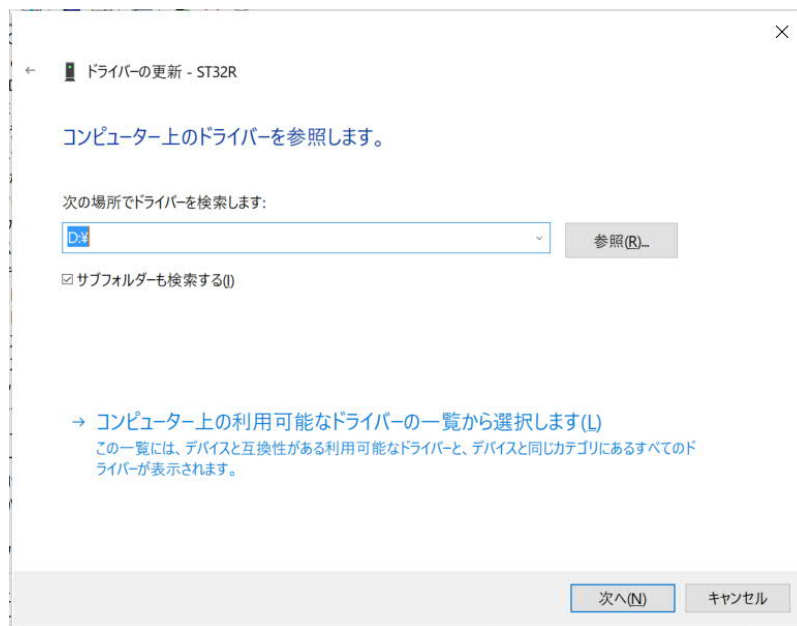 ドライバーの更新 - ST32R
コンピューター上のドライバーを参照します。
次の場所でドライバーを検索します:
D:¥
参照(R)...
サブフォルダーも検索する(I)
コンピューター上の利用可能なドライバーの一覧から選択します(L)
この一覧には、デバイスと互換性がある利用可能なドライバーと、デバイスと同じカテゴリにあるすべてのド
ライバーが表示されます。
次へ(N)
キャンセル